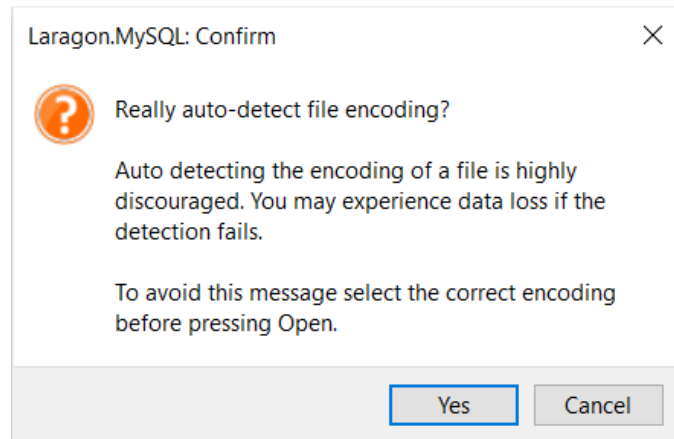 Laragon.MySQL: Confirm
Really auto-detect file encoding?
Auto detecting the encoding of a file is highly
discouraged. You may experience data loss if the
detection fails.
To avoid this message select the correct encoding
before pressing Open.
Yes
Cancel